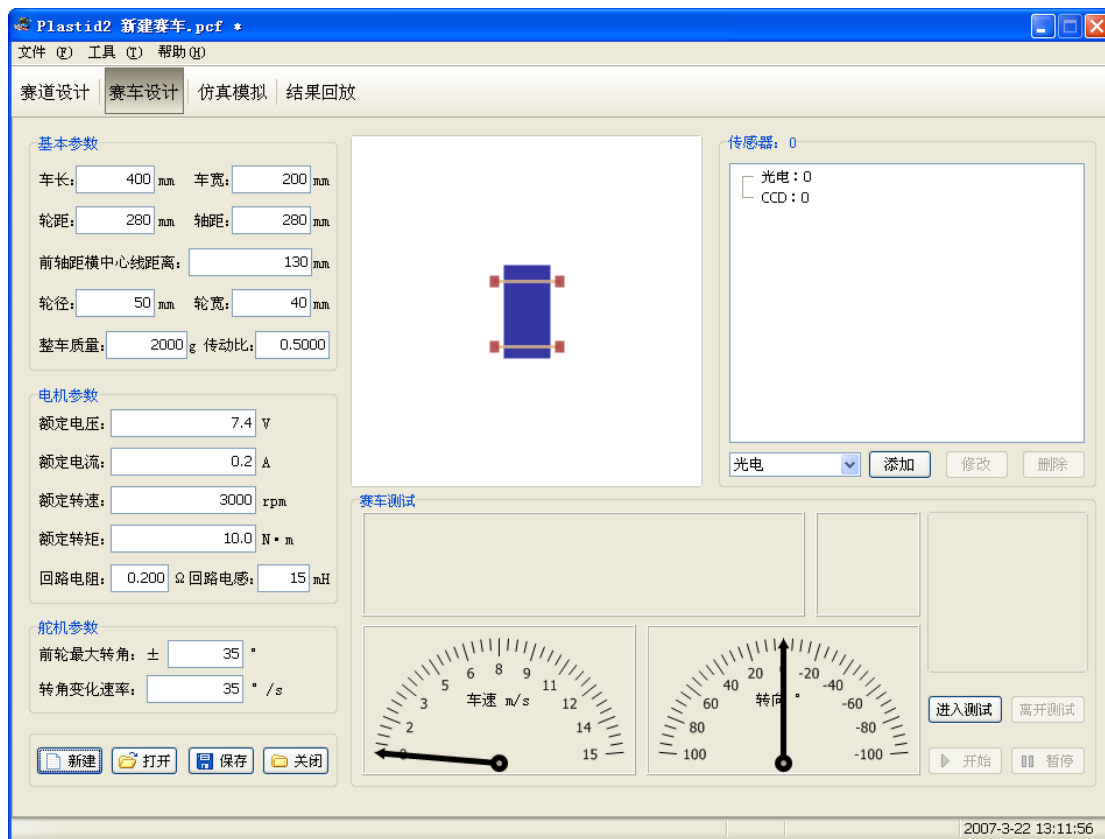 Plastid2 新建赛车.pcf *
文件 (F) 工具 (T) 帮助(H)
赛道设计 赛车设计 仿真模拟 结果回放
基本参数
车长: 400 mm 车宽: 200 mm
轮距: 280 mm 轴距: 280 mm
前轴距横中心线距离: 130 mm
轮径: 50 mm 轮宽: 40 mm
整车质量: 2000 g 传动比: 0.5000
电机参数
额定电压: 7.4 V
额定电流: 0.2 A
额定转速: 3000 rpm
额定转矩: 10.0 N·m
回路电阻: 0.200 Ω 回路电感: 15 mH
舵机参数
前轮最大转角: ± 35 °
转角变化速率: 35 ° /s
新建 打开 保存 关闭
传感器: 0
光电:0
CCD:0
光电 添加 修改 删除
赛车测试
0 2 3 5 6 8 9 11 12 14 15
车速 m/s
100 80 60 40 20 -20 -40 -60 -80 -100
转向 °
进入测试 离开测试
开始 暂停
2007-3-22 13:11:56